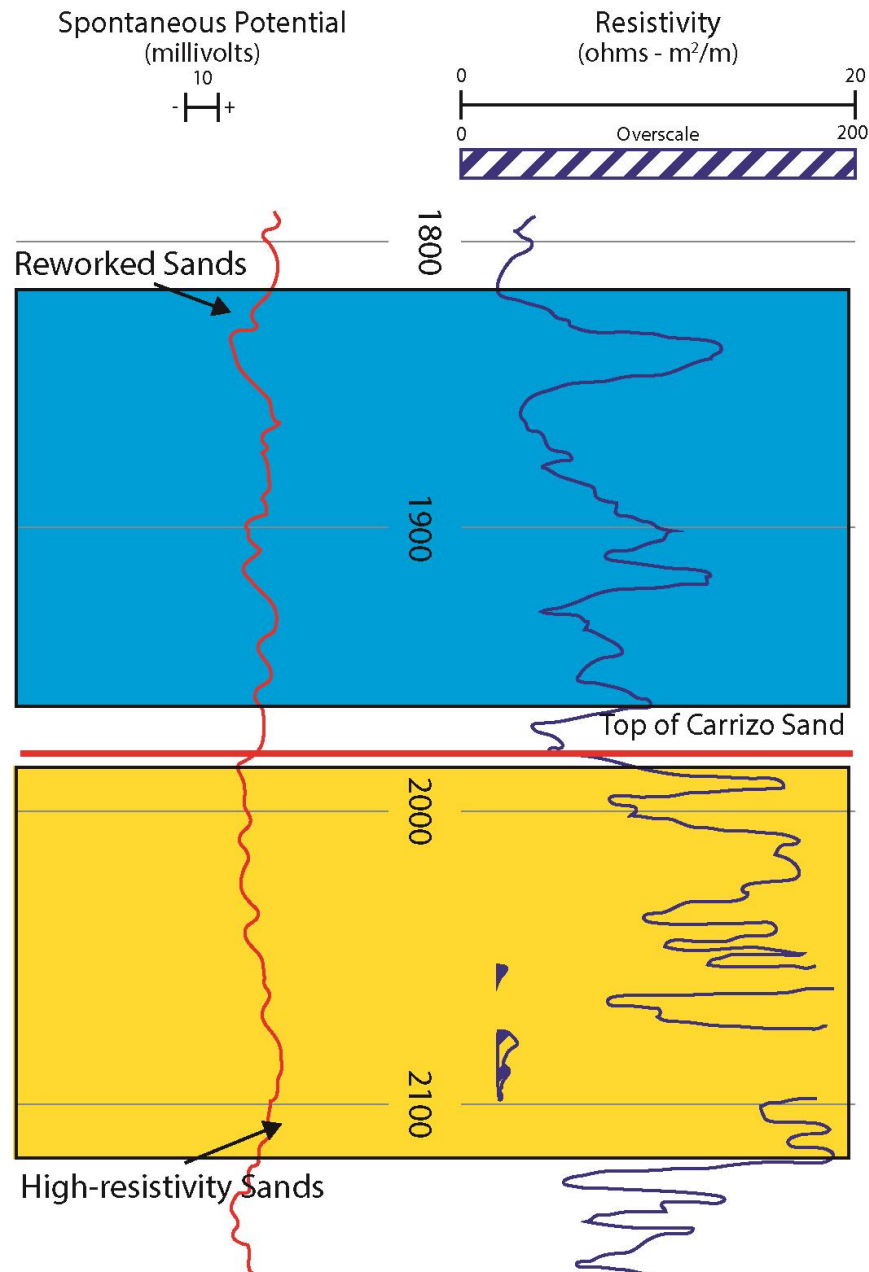 Spontaneous Potential
(millivolts)
10
- +
Resistivity
(ohms - m²/m)
0 20
0 Overscale 200
1800
Reworked Sands
1900
Top of Carrizo Sand
2000
2100
High-resistivity Sands